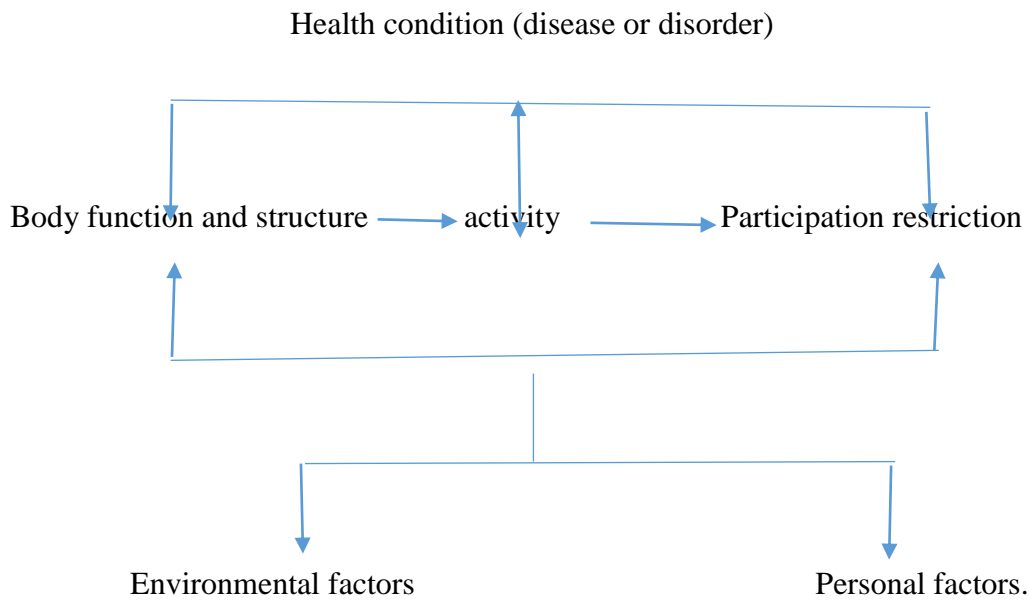 Health condition (disease or disorder)
Body function and structure activity Participation restriction
Environmental factors Personal factors.